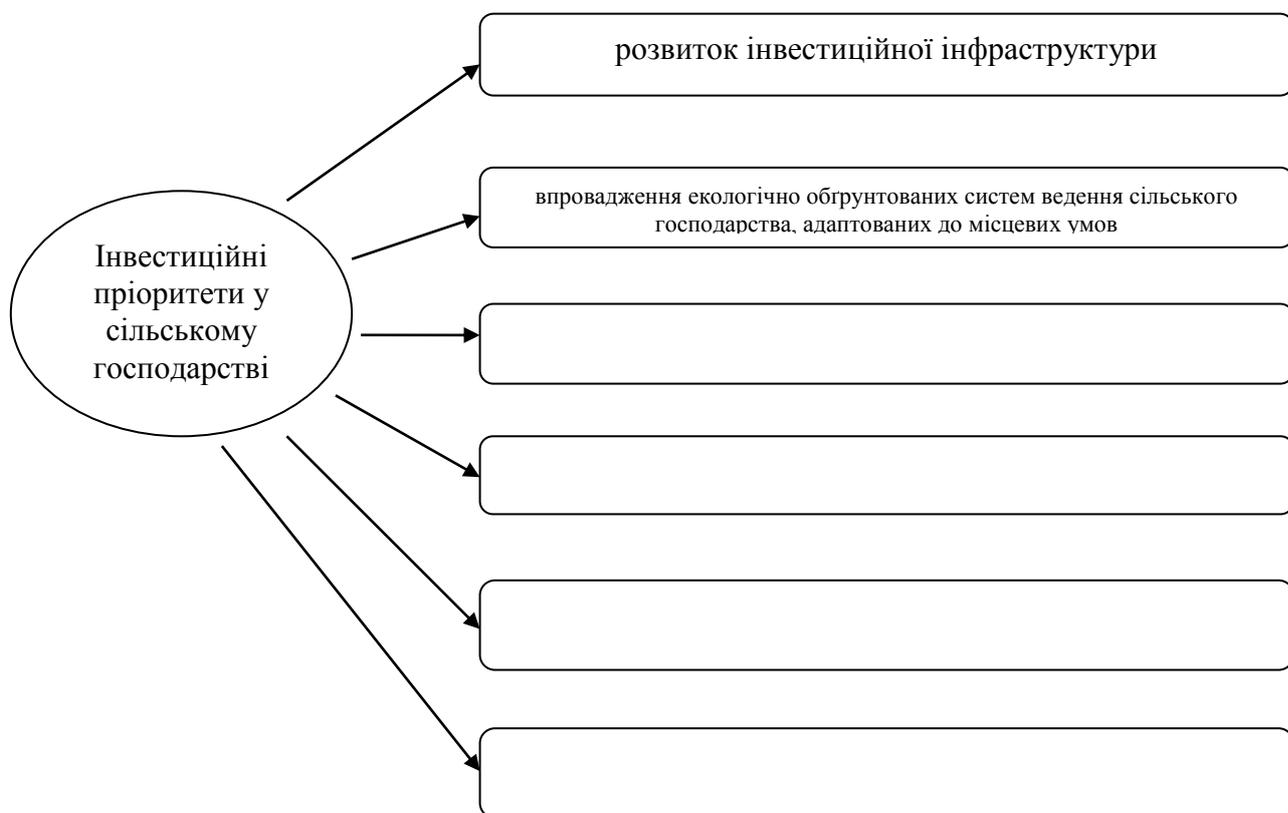 розвиток інвестиційної інфраструктури
впровадження екологічно обґрунтованих систем ведення сільського
господарства, адаптованих до місцевих умов
Інвестиційні
пріоритети у
сільському
господарстві